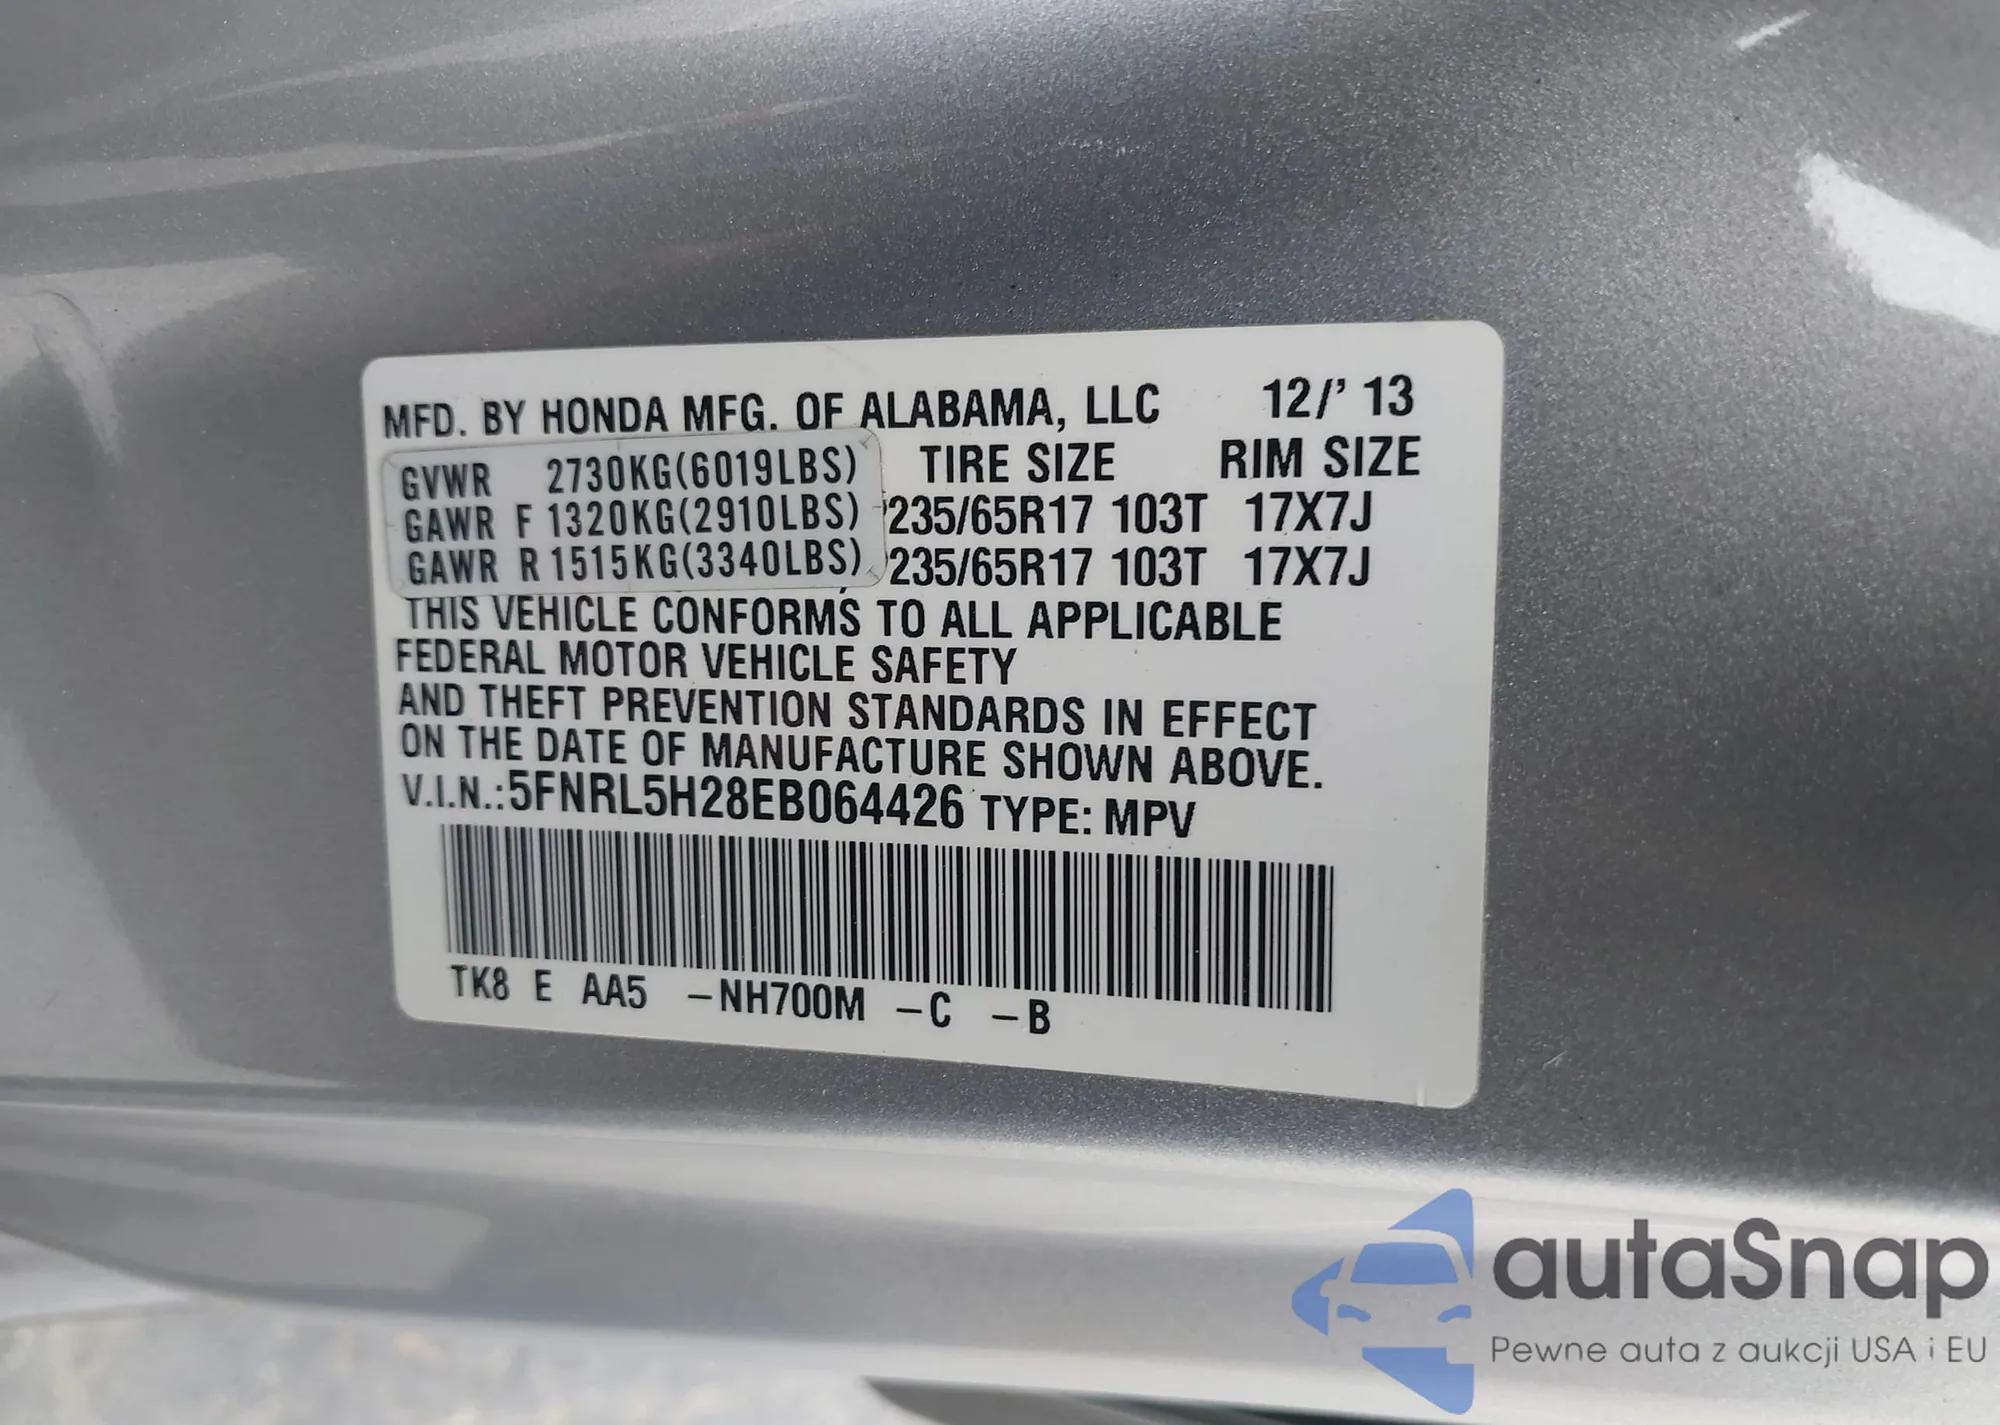 MFD. BY HONDA MFG. OF ALABAMA, LLC 12/' 13
GVWR 2730KG(6019LBS) TIRE SIZE RIM SIZE
GAWR F 1320KG(2910LBS) P235/65R17 103T 17X7J
GAWR R 1515KG(3340LBS) P235/65R17 103T 17X7J
THIS VEHICLE CONFORMS TO ALL APPLICABLE
FEDERAL MOTOR VEHICLE SAFETY
AND THEFT PREVENTION STANDARDS IN EFFECT
ON THE DATE OF MANUFACTURE SHOWN ABOVE.
V.I.N.:5FNRL5H28EB064426 TYPE: MPV
TK8 E AA5 -NH700M -C -B
autaSnap
Pewne auta z aukcji USA i EU